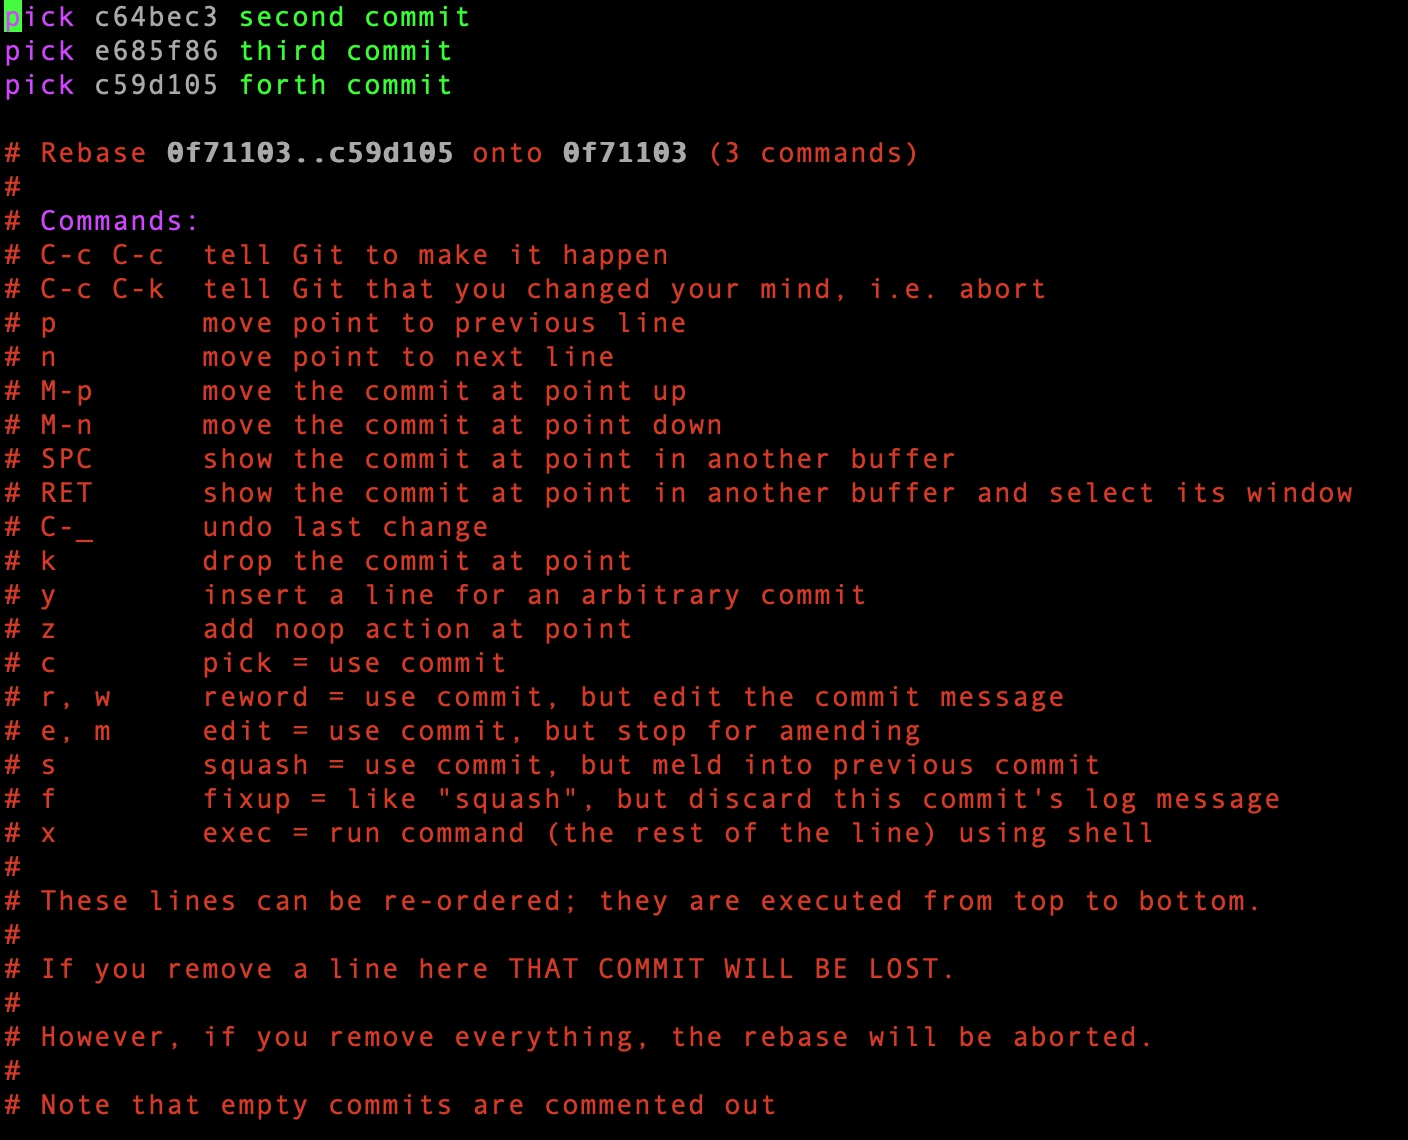 pick c64bec3 second commit
pick e685f86 third commit
pick c59d105 forth commit
# Rebase 0f71103..c59d105 onto 0f71103 (3 commands)
#
# Commands:
# C-c C-c  tell Git to make it happen
# C-c C-k  tell Git that you changed your mind, i.e. abort
# p        move point to previous line
# n        move point to next line
# M-p      move the commit at point up
# M-n      move the commit at point down
# SPC      show the commit at point in another buffer
# RET      show the commit at point in another buffer and select its window
# C-_      undo last change
# k        drop the commit at point
# y        insert a line for an arbitrary commit
# z        add noop action at point
# c        pick = use commit
# r, w     reword = use commit, but edit the commit message
# e, m     edit = use commit, but stop for amending
# s        squash = use commit, but meld into previous commit
# f        fixup = like "squash", but discard this commit's log message
# x        exec = run command (the rest of the line) using shell
#
# These lines can be re-ordered; they are executed from top to bottom.
#
# If you remove a line here THAT COMMIT WILL BE LOST.
#
# However, if you remove everything, the rebase will be aborted.
#
# Note that empty commits are commented out